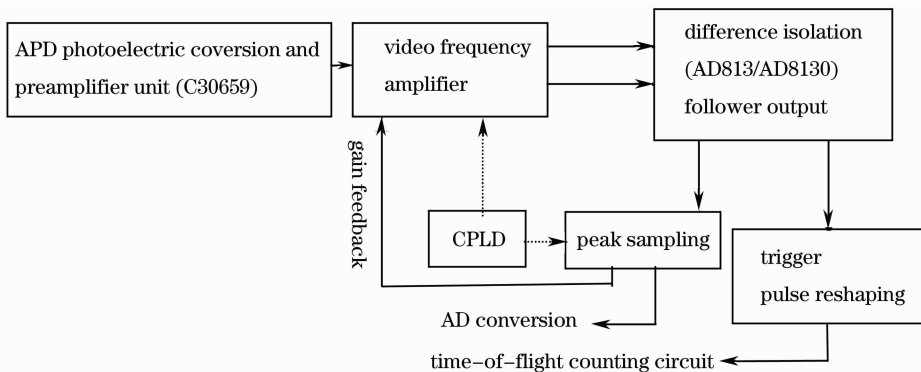 APD photoelectric coversion and
preamplifier unit (C30659)
video frequency
amplifier
difference isolation
(AD813/AD8130)
follower output
gain feedback
CPLD
peak sampling
trigger
pulse reshaping
AD conversion
time-of-flight counting circuit